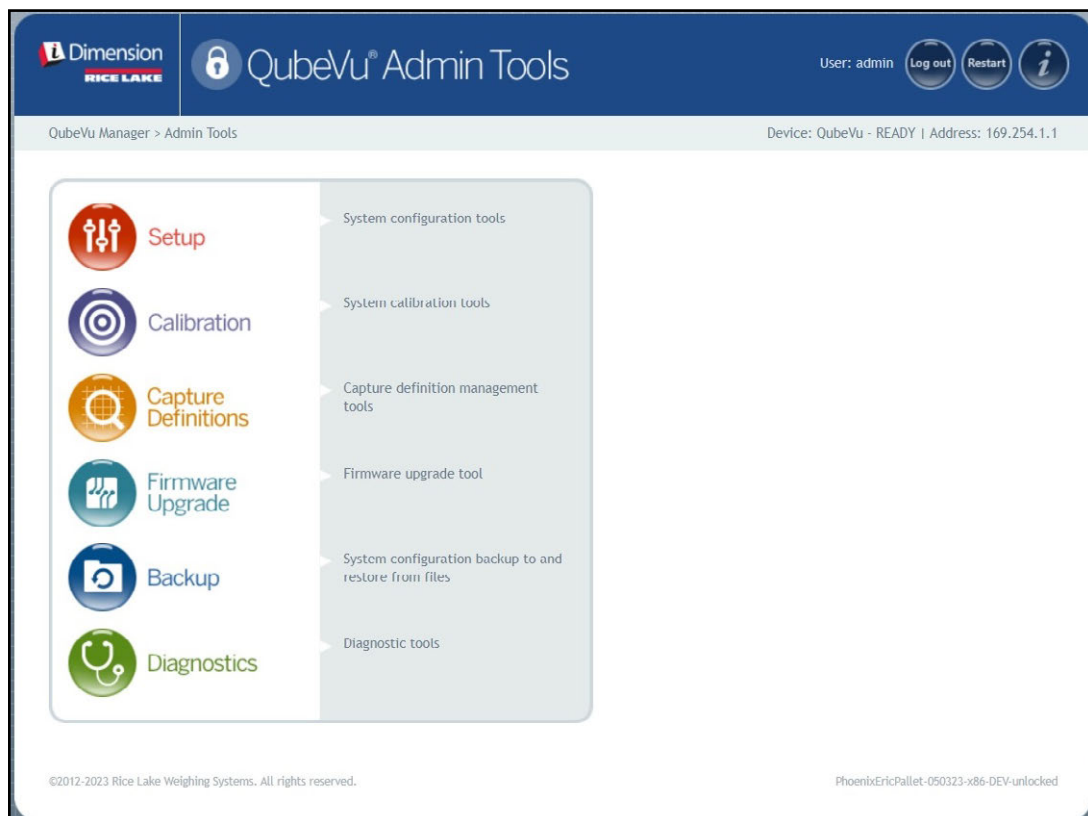 iDimension
RICE LAKE
QubeVu® Admin Tools
User: admin
Log out
Restart
i
QubeVu Manager > Admin Tools
Device: QubeVu - READY | Address: 169.254.1.1
Setup
System configuration tools
Calibration
System calibration tools
Capture
Definitions
Capture definition management
tools
Firmware
Upgrade
Firmware upgrade tool
Backup
System configuration backup to and
restore from files
Diagnostics
Diagnostic tools
©2012-2023 Rice Lake Weighing Systems. All rights reserved.
PhoenixEricPallet-050323-x86-DEV-unlocked